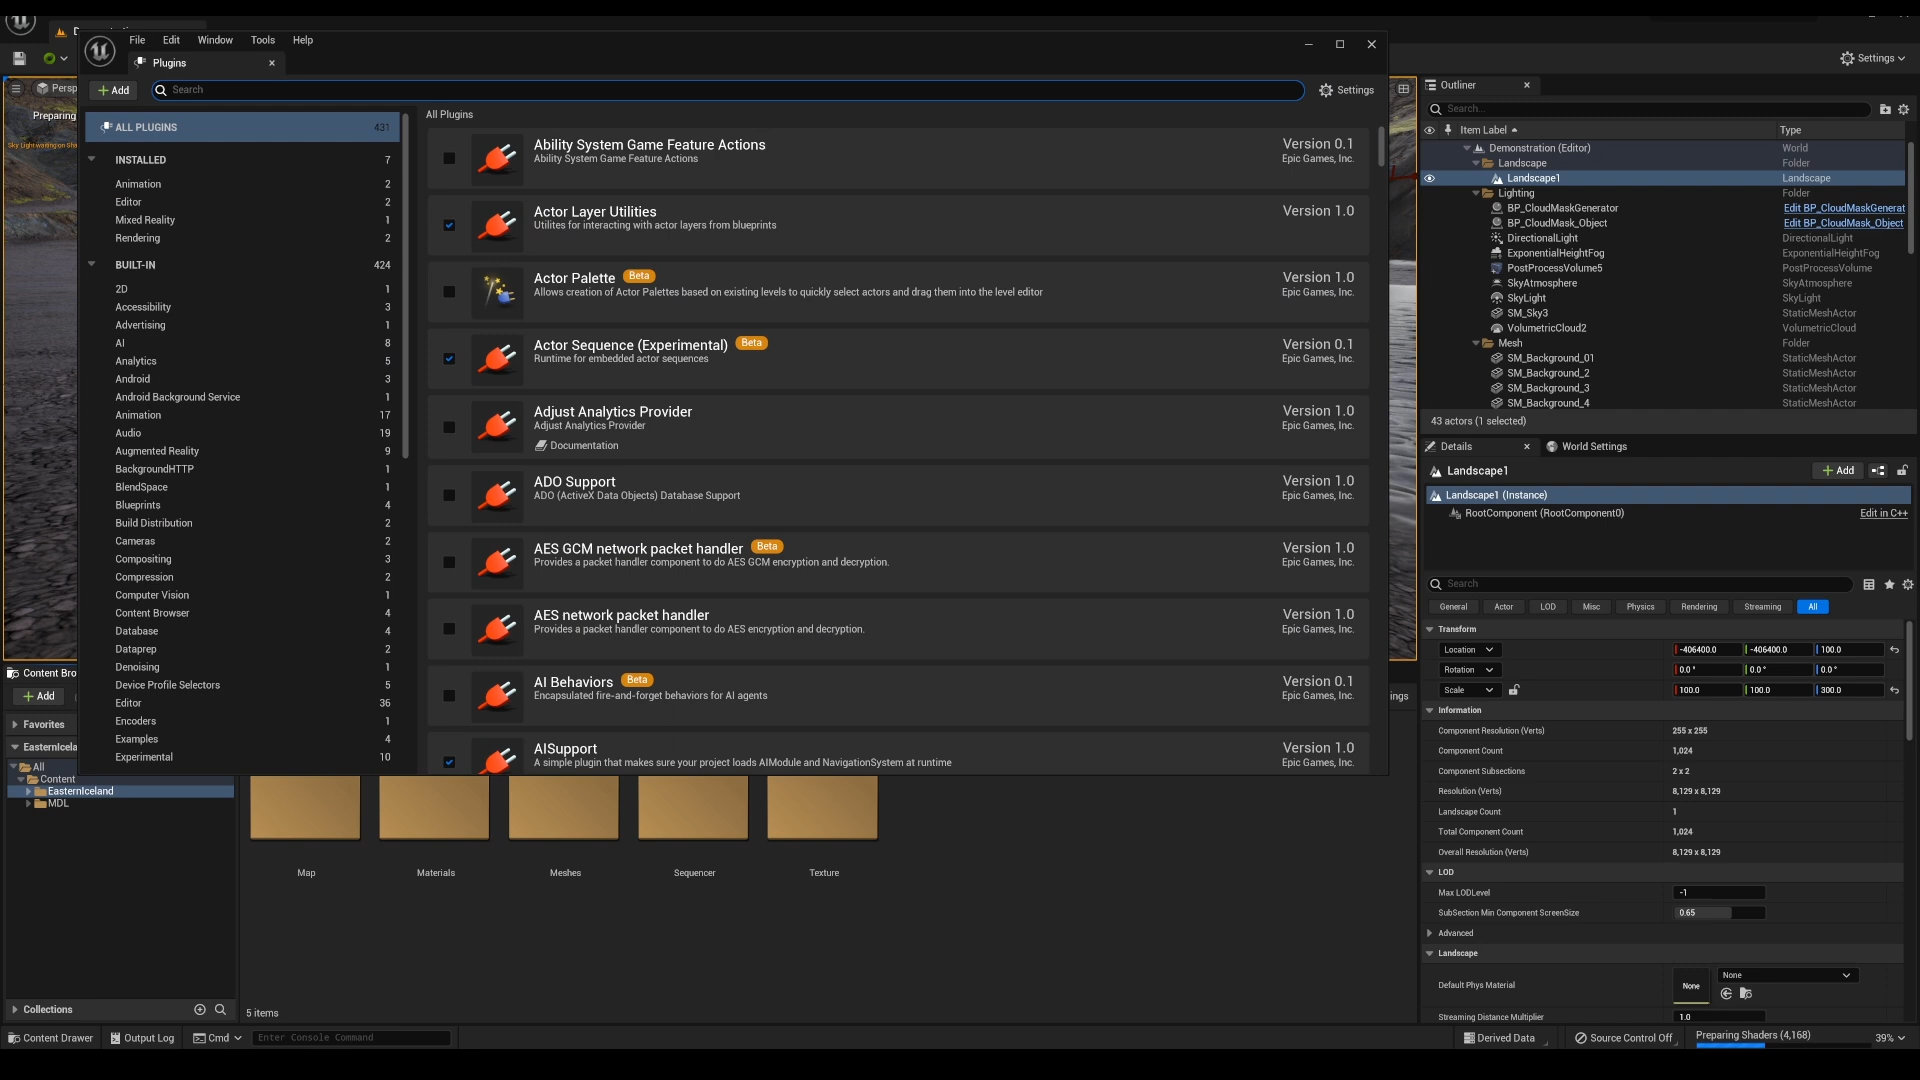 File Edit Window Tools Help
Plugins
Add
Search
Settings
Settings
Persp
Preparing
ALL PLUGINS 431
INSTALLED 7
Animation 2
Editor 2
Mixed Reality 1
Rendering 2
BUILT-IN 424
2D 1
Accessibility 3
Advertising 1
AI 8
Analytics 5
Android 3
Android Background Service 1
Animation 17
Audio 19
Augmented Reality 9
BackgroundHTTP 1
BlendSpace 1
Blueprints 4
Build Distribution 2
Cameras 2
Compositing 3
Compression 2
Computer Vision 1
Content Browser 4
Database 4
Dataprep 2
Denoising 1
Device Profile Selectors 5
Editor 36
Encoders 1
Examples 4
Experimental 10
All Plugins
Ability System Game Feature Actions Version 0.1
Ability System Game Feature Actions Epic Games, Inc.
Actor Layer Utilities Version 1.0
Utilites for interacting with actor layers from blueprints
Actor Palette Beta Version 1.0
Allows creation of Actor Palettes based on existing levels to quickly select actors and drag them into the level editor Epic Games, Inc.
Actor Sequence (Experimental) Beta Version 0.1
Runtime for embedded actor sequences Epic Games, Inc.
Adjust Analytics Provider Version 1.0
Adjust Analytics Provider Epic Games, Inc.
Documentation
ADO Support Version 1.0
ADO (ActiveX Data Objects) Database Support Epic Games, Inc.
AES GCM network packet handler Beta Version 1.0
Provides a packet handler component to do AES GCM encryption and decryption. Epic Games, Inc.
AES network packet handler Version 1.0
Provides a packet handler component to do AES encryption and decryption. Epic Games, Inc.
AI Behaviors Beta Version 0.1
Encapsulated fire-and-forget behaviors for AI agents Epic Games, Inc.
AISupport Version 1.0
A simple plugin that makes sure your project loads AIModule and NavigationSystem at runtime Epic Games, Inc.
Outliner
Search...
Item Label Type
Demonstration (Editor) World
Landscape Folder
Landscape1 Landscape
Lighting Folder
BP_CloudMaskGenerator Edit BP_CloudMaskGenerat
BP_CloudMask_Object Edit BP_CloudMask_Object
DirectionalLight DirectionalLight
ExponentialHeightFog ExponentialHeightFog
PostProcessVolume5 PostProcessVolume
SkyAtmosphere SkyAtmosphere
SkyLight SkyLight
SM_Sky3 StaticMeshActor
VolumetricCloud2 VolumetricCloud
Mesh Folder
SM_Background_01 StaticMeshActor
SM_Background_2 StaticMeshActor
SM_Background_3 StaticMeshActor
SM_Background_4 StaticMeshActor
43 actors (1 selected)
Details World Settings
Landscape1 Add
Landscape1 (Instance)
RootComponent (RootComponent0) Edit in C++
Search
General Actor LOD Misc Physics Rendering Streaming All
Transform
Location -406400.0 -406400.0 100.0
Rotation 0.0 ° 0.0 ° 0.0 °
Scale 100.0 100.0 300.0
Information
Component Resolution (Verts) 255 x 255
Component Count 1,024
Component Subsections 2 x 2
Resolution (Verts) 8,129 x 8,129
Landscape Count 1
Total Component Count 1,024
Overall Resolution (Verts) 8,129 x 8,129
LOD
Max LODLevel -1
SubSection Min Component ScreenSize 0.65
Advanced
Landscape
Default Phys Material None None
Streaming Distance Multiplier 1.0
Content Bro
Add
ngs
Favorites
EasternIcela
All
Content
EasternIceland
MDL
Map Materials Meshes Sequencer Texture
Collections
5 items
Content Drawer Output Log Cmd Enter Console Command
Derived Data Source Control Off Preparing Shaders (4,168) 39%